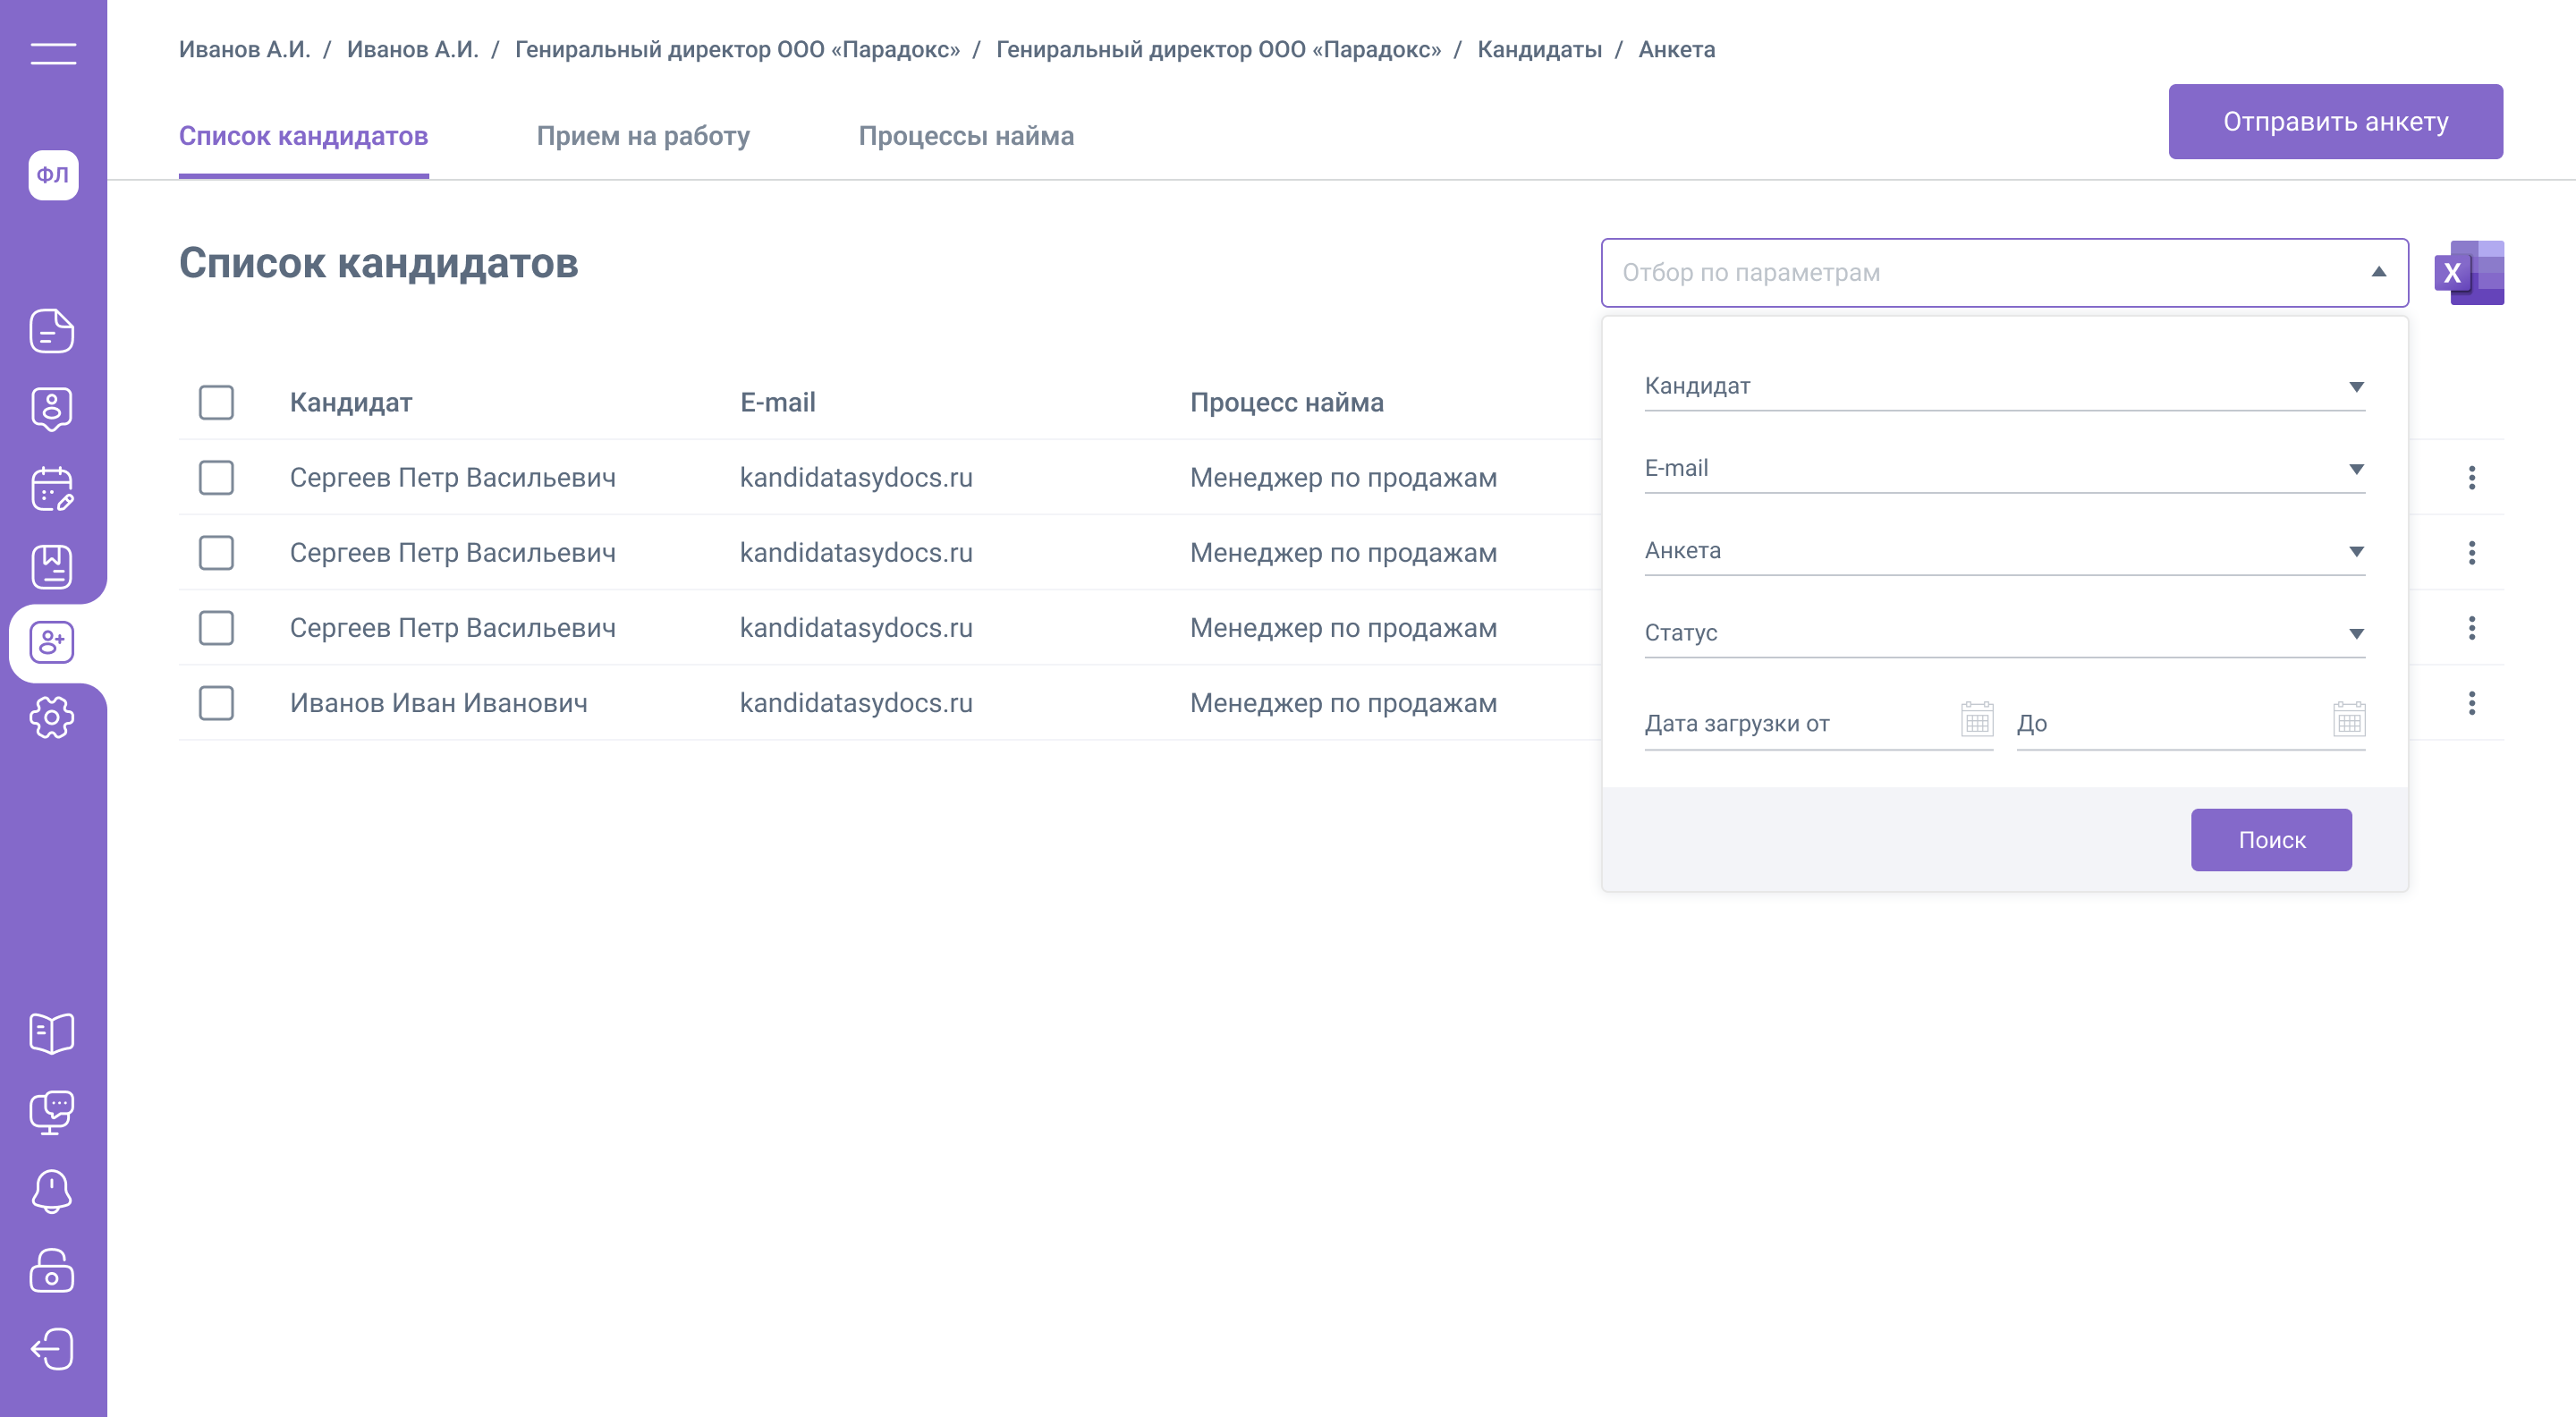 Иванов А.И. / Иванов А.И. / Гениральный директор ООО «Парадокс» / Гениральный директор ООО «Парадокс» / Кандидаты / Анкета
Список кандидатов Прием на работу Процессы найма
Отправить анкету
ФЛ
Список кандидатов
Отбор по параметрам
X
Кандидат E-mail Процесс найма
Сергеев Петр Васильевич kandidatasydocs.ru Менеджер по продажам
Сергеев Петр Васильевич kandidatasydocs.ru Менеджер по продажам
Сергеев Петр Васильевич kandidatasydocs.ru Менеджер по продажам
Иванов Иван Иванович kandidatasydocs.ru Менеджер по продажам
Кандидат
E-mail
Анкета
Статус
Дата загрузки от До
Поиск